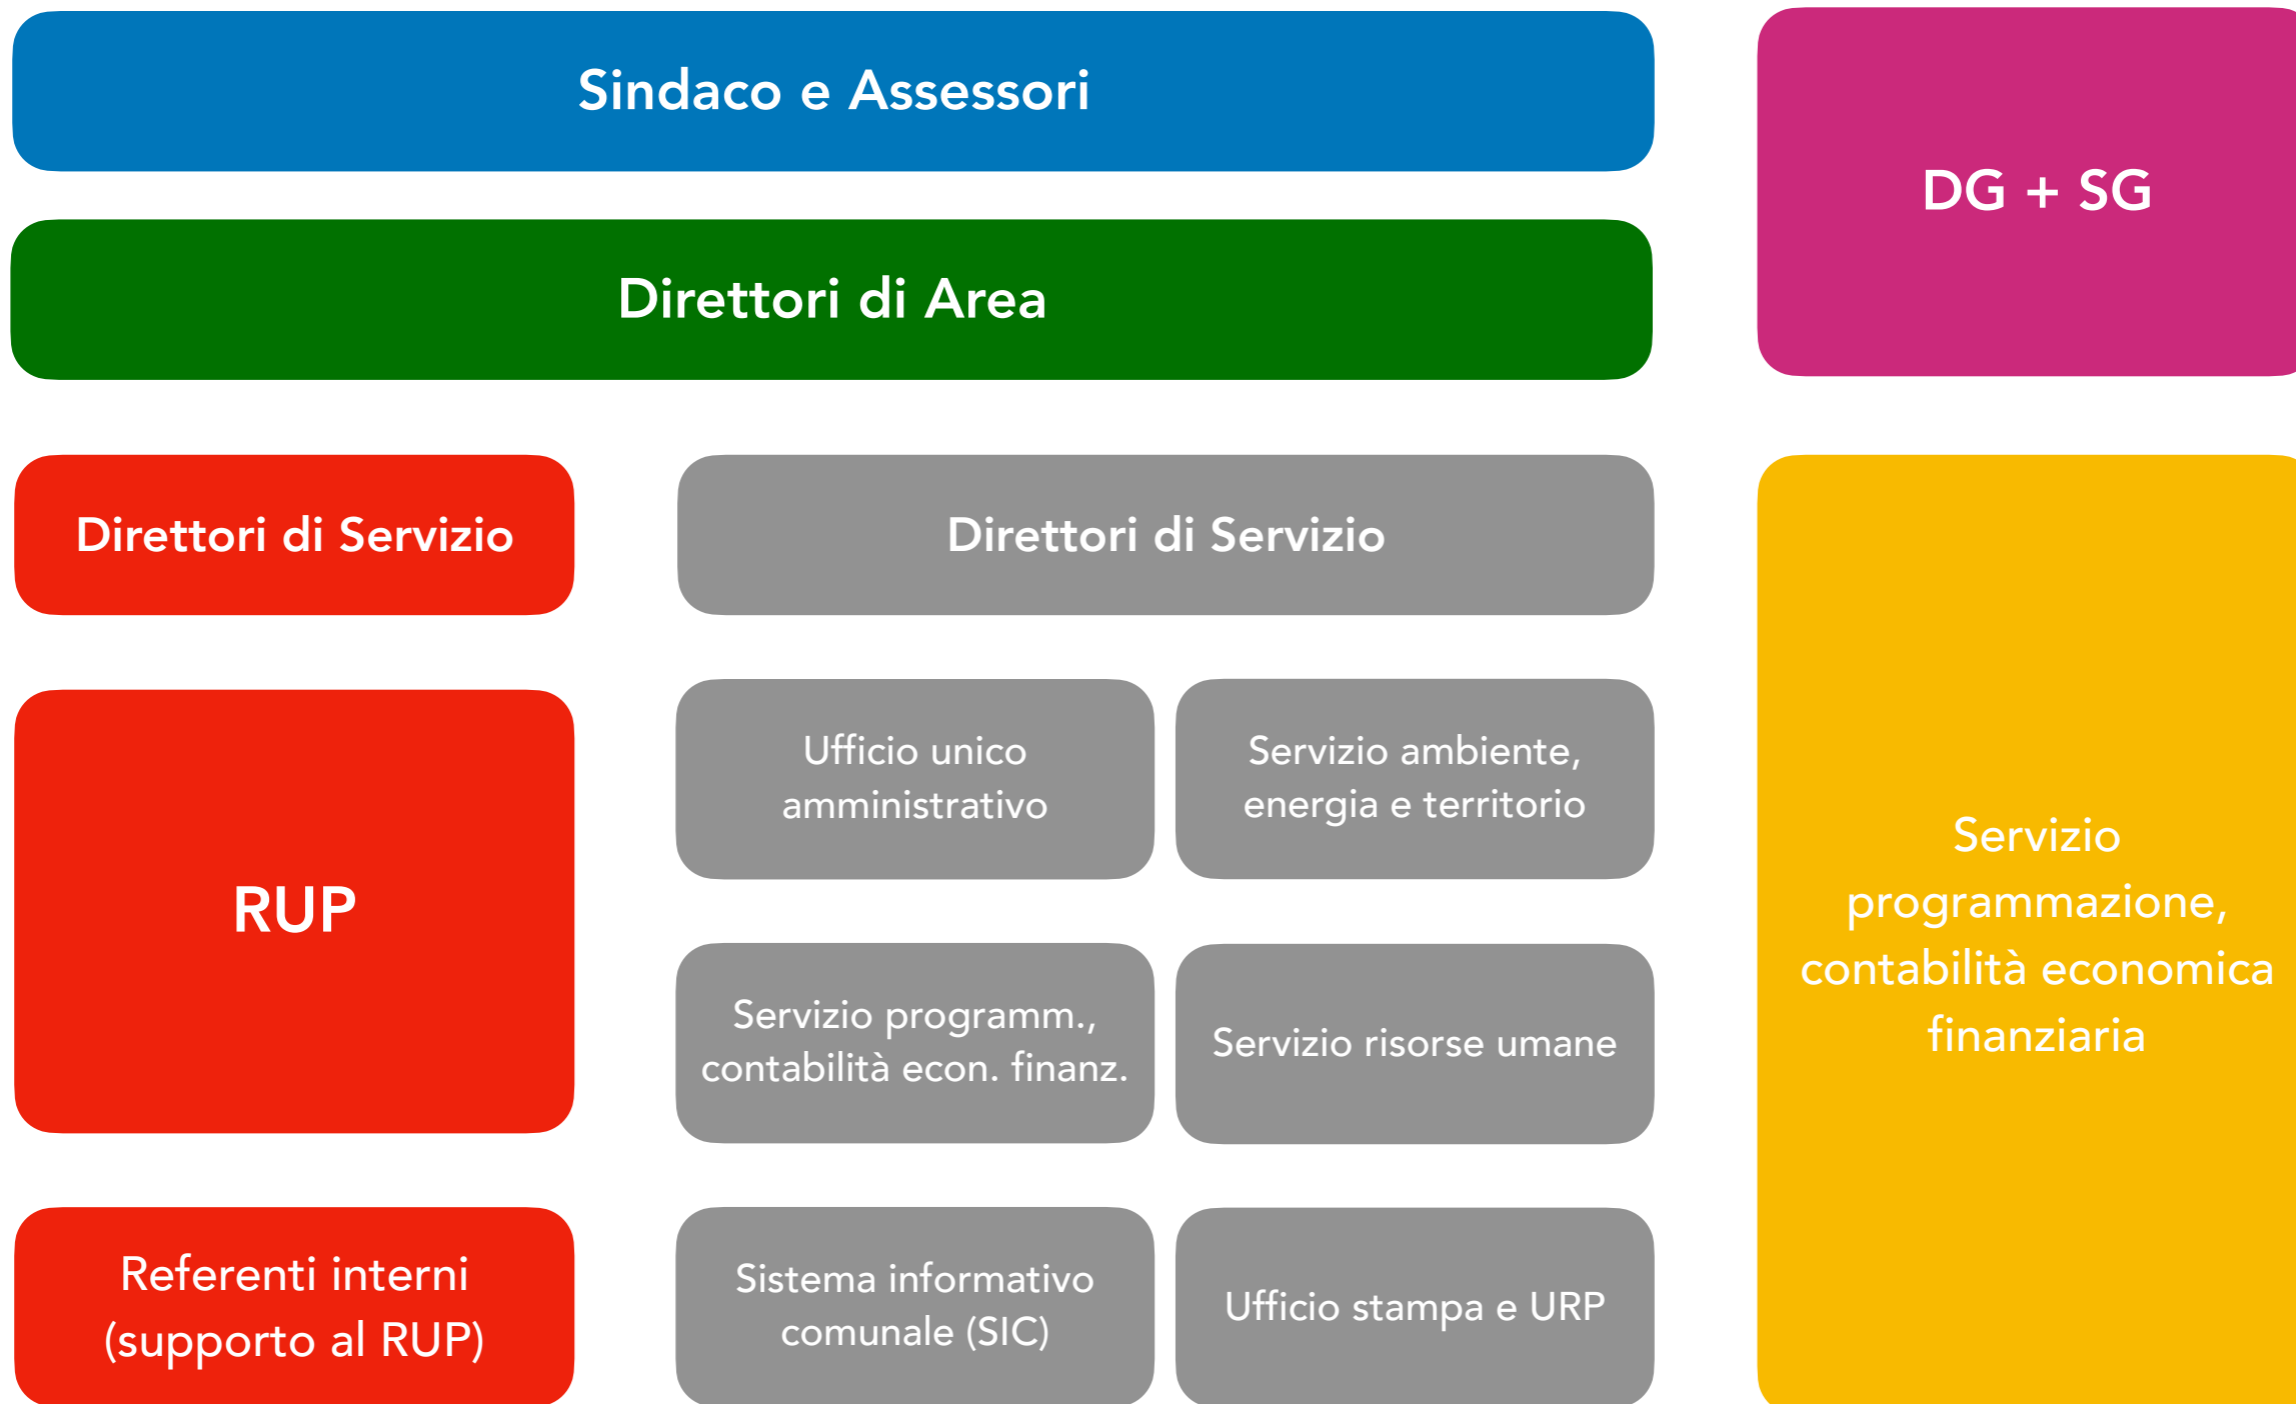 Sindaco e Assessori
DG + SG
Direttori di Area
Direttori di Servizio
Direttori di Servizio
RUP
Ufficio unico
amministrativo
Servizio ambiente,
energia e territorio
Servizio programm.,
contabilità econ. finanz.
Servizio risorse umane
Servizio
programmazione,
contabilità economica
finanziaria
Referenti interni
(supporto al RUP)
Sistema informativo
comunale (SIC)
Ufficio stampa e URP